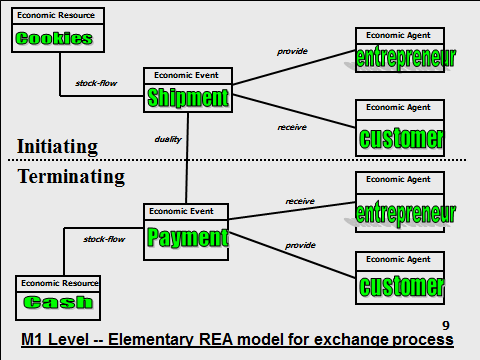 Economic Resource
Cookies
Economic Agent
entrepreneur
provide
Economic Event
Shipment
stock-flow
Economic Agent
customer
receive
duality
Initiating
Terminating
Economic Agent
entrepreneur
receive
Economic Event
Payment
stock-flow
provide
Economic Agent
customer
Economic Resource
Cash
9
M1 Level -- Elementary REA model for exchange process